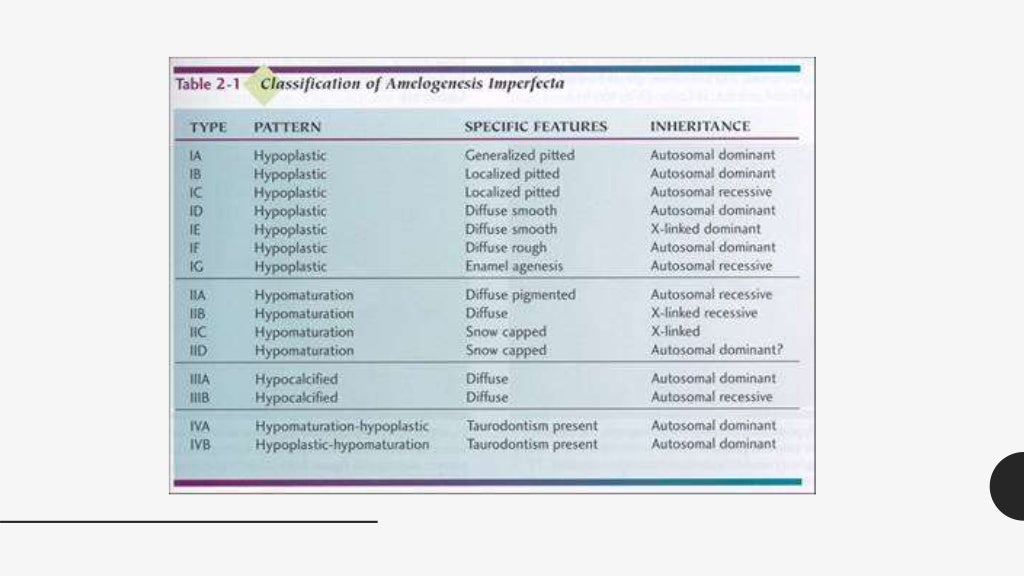 Table 2-1 Classification of Amelogenesis Imperfecta
TYPE PATTERN SPECIFIC FEATURES INHERITANCE
IA Hypoplastic Generalized pitted Autosomal dominant
IB Hypoplastic Localized pitted Autosomal dominant
IC Hypoplastic Localized pitted Autosomal recessive
ID Hypoplastic Diffuse smooth Autosomal dominant
IE Hypoplastic Diffuse smooth X-linked dominant
IF Hypoplastic Diffuse rough Autosomal dominant
IG Hypoplastic Enamel agenesis Autosomal recessive
IIA Hypomaturation Diffuse pigmented Autosomal recessive
IIB Hypomaturation Diffuse X-linked recessive
IIC Hypomaturation Snow capped X-linked
IID Hypomaturation Snow capped Autosomal dominant?
IIIA Hypocalcified Diffuse Autosomal dominant
IIIB Hypocalcified Diffuse Autosomal recessive
IVA Hypomaturation-hypoplastic Taurodontism present Autosomal dominant
IVB Hypoplastic-hypomaturation Taurodontism present Autosomal dominant